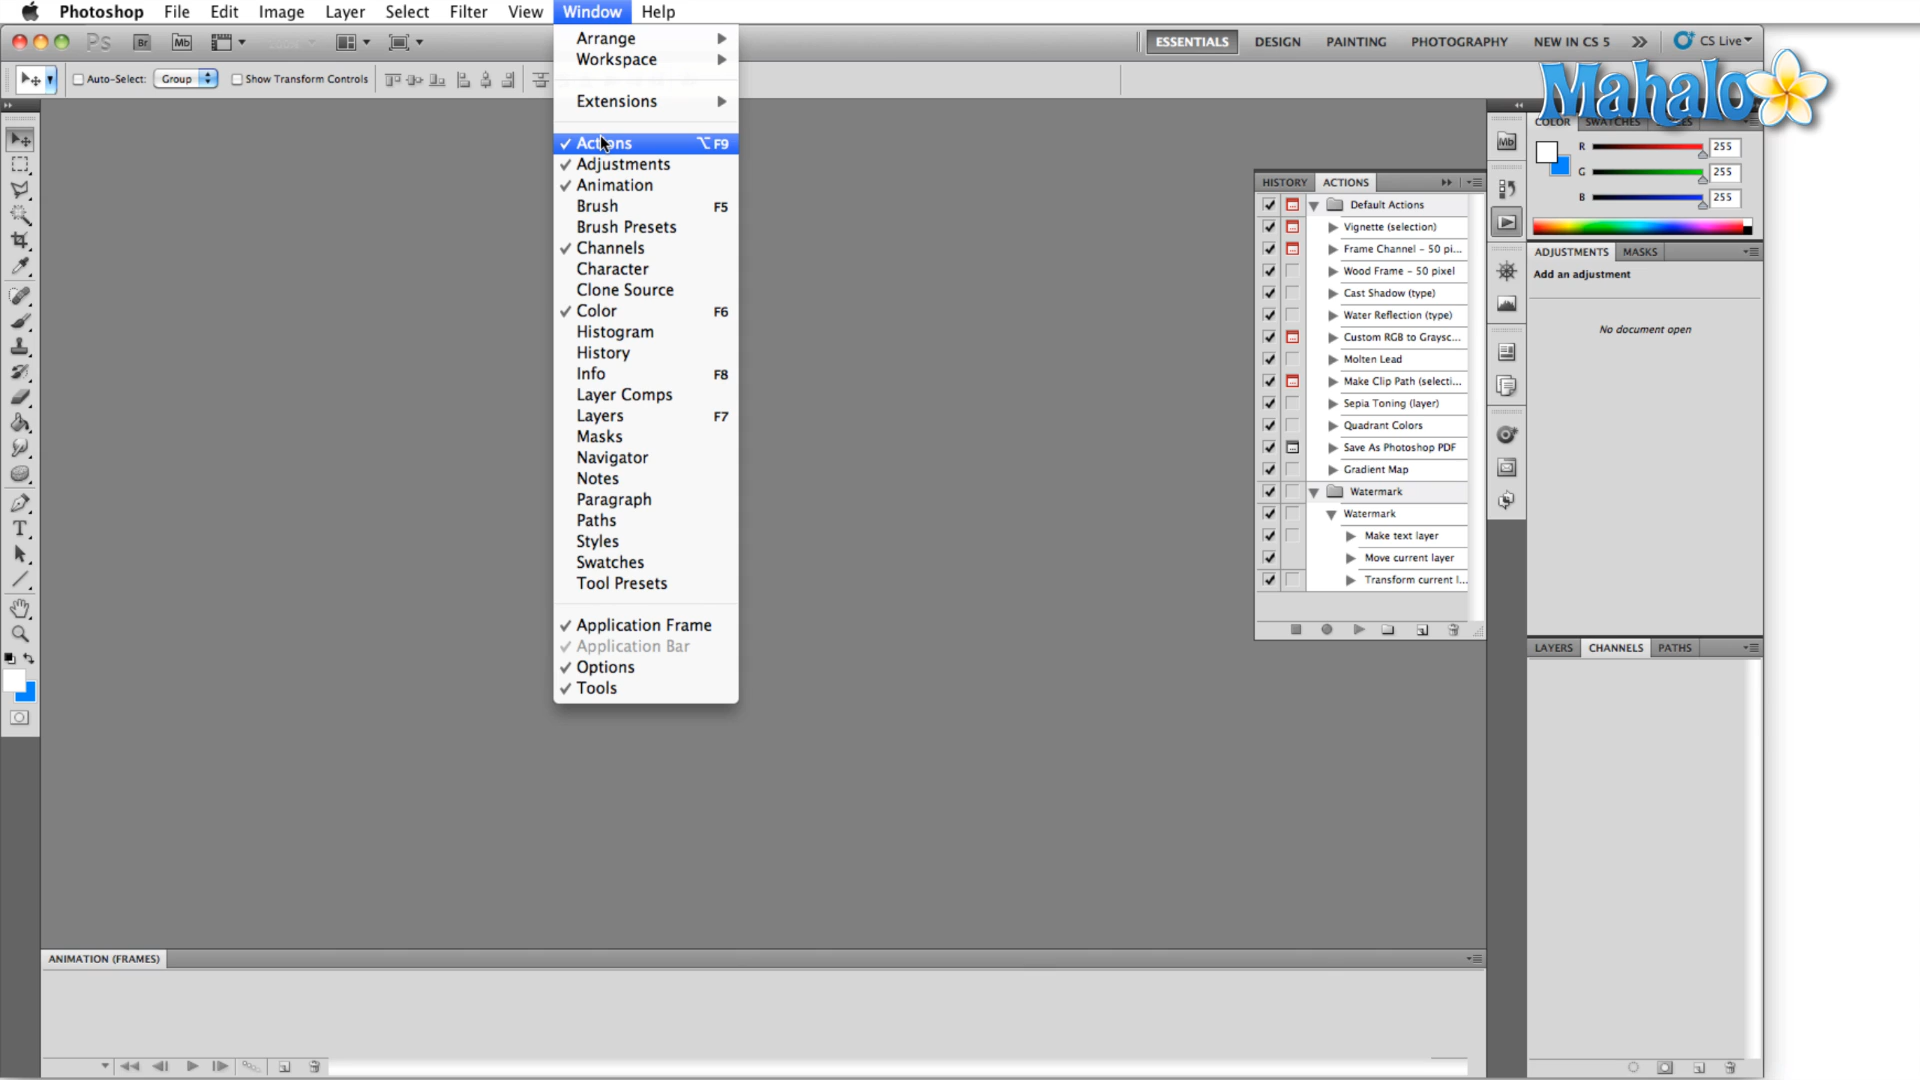 Photoshop File Edit Image Layer Select Filter View Window Help
Ps Br Mb ESSENTIALS DESIGN PAINTING PHOTOGRAPHY NEW IN CS 5 CS Live
Auto-Select: Group Show Transform Controls
Mahalo
Arrange
Workspace
Extensions
Actions ⌥F9
Adjustments
Animation
Brush F5
Brush Presets
Channels
Character
Clone Source
Color F6
Histogram
History
Info F8
Layer Comps
Layers F7
Masks
Navigator
Notes
Paragraph
Paths
Styles
Swatches
Tool Presets
Application Frame
Application Bar
Options
Tools
T
HISTORY ACTIONS
Default Actions
Vignette (selection)
Frame Channel - 50 pi...
Wood Frame - 50 pixel
Cast Shadow (type)
Water Reflection (type)
Custom RGB to Graysc...
Molten Lead
Make Clip Path (selecti...
Sepia Toning (layer)
Quadrant Colors
Save As Photoshop PDF
Gradient Map
Watermark
Watermark
Make text layer
Move current layer
Transform current l...
Mb
COLOR SWATCHES
R 255
G 255
B 255
ADJUSTMENTS MASKS
Add an adjustment
No document open
LAYERS CHANNELS PATHS
ANIMATION (FRAMES)